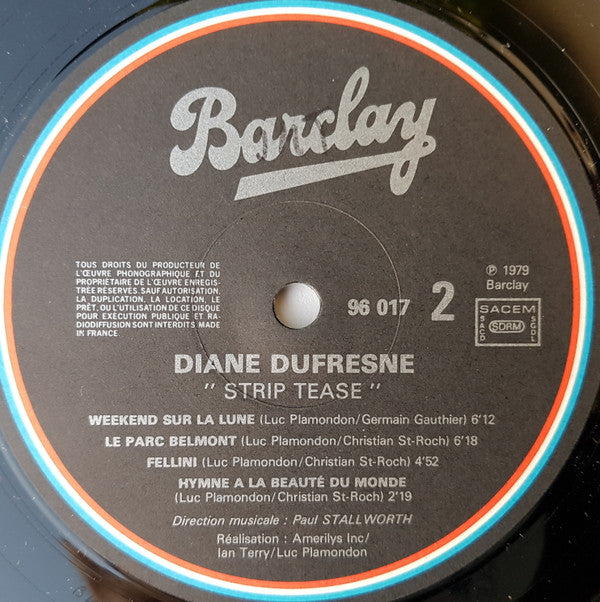 Barclay
TOUS DROITS DU PRODUCTEUR DE
L'ŒUVRE PHONOGRAPHIQUE ET DU
PROPRIÉTAIRE DE L'ŒUVRE ENREGIS-
TRÉE RÉSERVÉS. SAUF AUTORISATION,
LA DUPLICATION, LA LOCATION, LE
PRÊT, OU L'UTILISATION DE CE DISQUE
POUR EXÉCUTION PUBLIQUE ET RA-
DIODIFFUSION SONT INTERDITS. MADE
IN FRANCE.
96 017 2
℗ 1979
Barclay
SACEM
SACD SDRM SGDL
DIANE DUFRESNE
" STRIP TEASE "
WEEKEND SUR LA LUNE (Luc Plamondon/Germain Gauthier) 6'12
LE PARC BELMONT (Luc Plamondon/Christian St-Roch) 6'18
FELLINI (Luc Plamondon/Christian St-Roch) 4'52
HYMNE A LA BEAUTÉ DU MONDE
(Luc Plamondon/Christian St-Roch) 2'19
Direction musicale : Paul STALLWORTH
Réalisation : Amerilys Inc/
Ian Terry/Luc Plamondon